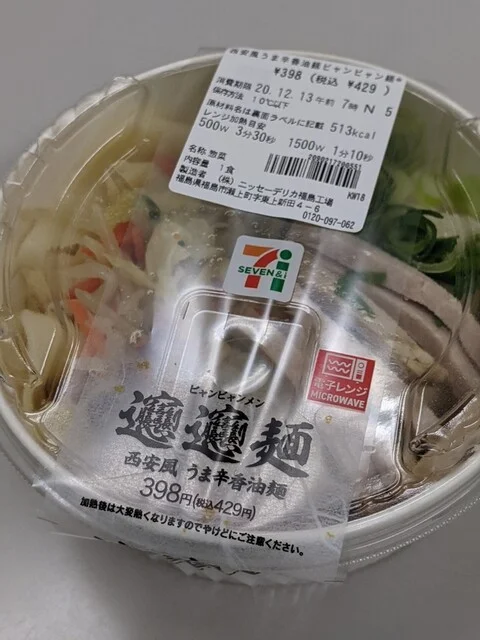 西安風うま辛香油麺ビャンビャン麺*
¥398 (税込 ¥429 )
消費期限 20.12.13午前 7時 N 5
保存方法 10℃以下
原材料名は裏面ラベルに記載 513kcal
レンジ加熱目安
500W 3分30秒 1500W 1分10秒
名称 惣菜
内容量 1食
KW18
製造者 (株) ニッセーデリカ福島工場
福島県福島市瀬上町字東上新田4-6
0120-097-062
7i
SEVEN&i
電子レンジ
MICROWAVE
ビャンビャンメン
𰻞𰻞麺
西安風 うま辛香油麺
398円(税込429円)
加熱後は大変熱くなりますのでやけどにご注意ください。